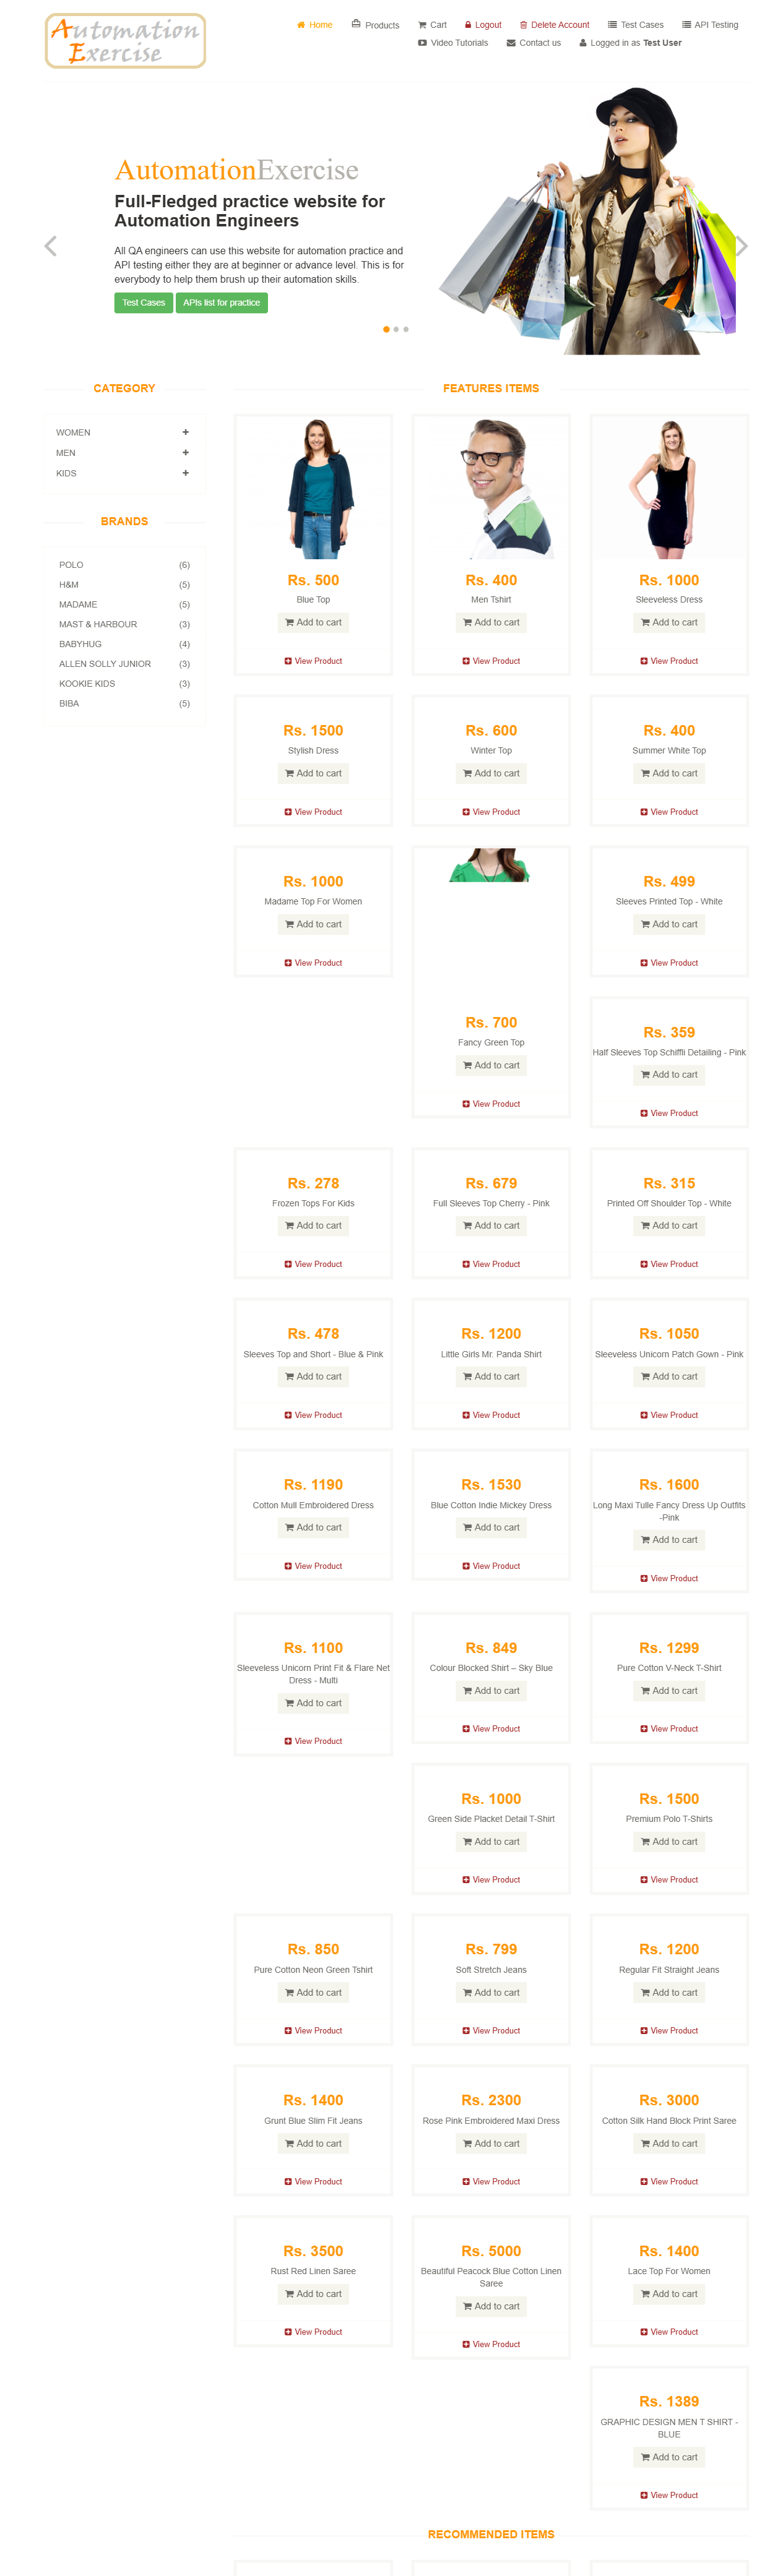 Automation
Exercise
Home
Products
Cart
Logout
Delete Account
Test Cases
API Testing
Video Tutorials
Contact us
Logged in as Test User
AutomationExercise
Full-Fledged practice website for
Automation Engineers
All QA engineers can use this website for automation practice and
API testing either they are at beginner or advance level. This is for
everybody to help them brush up their automation skills.
Test Cases
APIs list for practice
CATEGORY
WOMEN
MEN
KIDS
BRANDS
POLO (6)
H&M (5)
MADAME (5)
MAST & HARBOUR (3)
BABYHUG (4)
ALLEN SOLLY JUNIOR (3)
KOOKIE KIDS (3)
BIBA (5)
FEATURES ITEMS
Rs. 500
Blue Top
Add to cart
View Product
Rs. 400
Men Tshirt
Add to cart
View Product
Rs. 1000
Sleeveless Dress
Add to cart
View Product
Rs. 1500
Stylish Dress
Add to cart
View Product
Rs. 600
Winter Top
Add to cart
View Product
Rs. 400
Summer White Top
Add to cart
View Product
Rs. 1000
Madame Top For Women
Add to cart
View Product
Rs. 700
Fancy Green Top
Add to cart
View Product
Rs. 499
Sleeves Printed Top - White
Add to cart
View Product
Rs. 359
Half Sleeves Top Schiffli Detailing - Pink
Add to cart
View Product
Rs. 278
Frozen Tops For Kids
Add to cart
View Product
Rs. 679
Full Sleeves Top Cherry - Pink
Add to cart
View Product
Rs. 315
Printed Off Shoulder Top - White
Add to cart
View Product
Rs. 478
Sleeves Top and Short - Blue & Pink
Add to cart
View Product
Rs. 1200
Little Girls Mr. Panda Shirt
Add to cart
View Product
Rs. 1050
Sleeveless Unicorn Patch Gown - Pink
Add to cart
View Product
Rs. 1190
Cotton Mull Embroidered Dress
Add to cart
View Product
Rs. 1530
Blue Cotton Indie Mickey Dress
Add to cart
View Product
Rs. 1600
Long Maxi Tulle Fancy Dress Up Outfits
-Pink
Add to cart
View Product
Rs. 1100
Sleeveless Unicorn Print Fit & Flare Net
Dress - Multi
Add to cart
View Product
Rs. 849
Colour Blocked Shirt – Sky Blue
Add to cart
View Product
Rs. 1299
Pure Cotton V-Neck T-Shirt
Add to cart
View Product
Rs. 1000
Green Side Placket Detail T-Shirt
Add to cart
View Product
Rs. 1500
Premium Polo T-Shirts
Add to cart
View Product
Rs. 850
Pure Cotton Neon Green Tshirt
Add to cart
View Product
Rs. 799
Soft Stretch Jeans
Add to cart
View Product
Rs. 1200
Regular Fit Straight Jeans
Add to cart
View Product
Rs. 1400
Grunt Blue Slim Fit Jeans
Add to cart
View Product
Rs. 2300
Rose Pink Embroidered Maxi Dress
Add to cart
View Product
Rs. 3000
Cotton Silk Hand Block Print Saree
Add to cart
View Product
Rs. 3500
Rust Red Linen Saree
Add to cart
View Product
Rs. 5000
Beautiful Peacock Blue Cotton Linen
Saree
Add to cart
View Product
Rs. 1400
Lace Top For Women
Add to cart
View Product
Rs. 1389
GRAPHIC DESIGN MEN T SHIRT -
BLUE
Add to cart
View Product
RECOMMENDED ITEMS